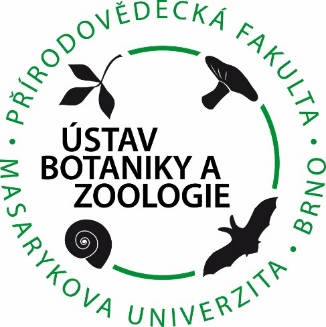 PŘÍRODOVĚDECKÁ FAKULTA • BRNO • MASARYKOVA UNIVERZITA •
ÚSTAV
BOTANIKY A
ZOOLOGIE